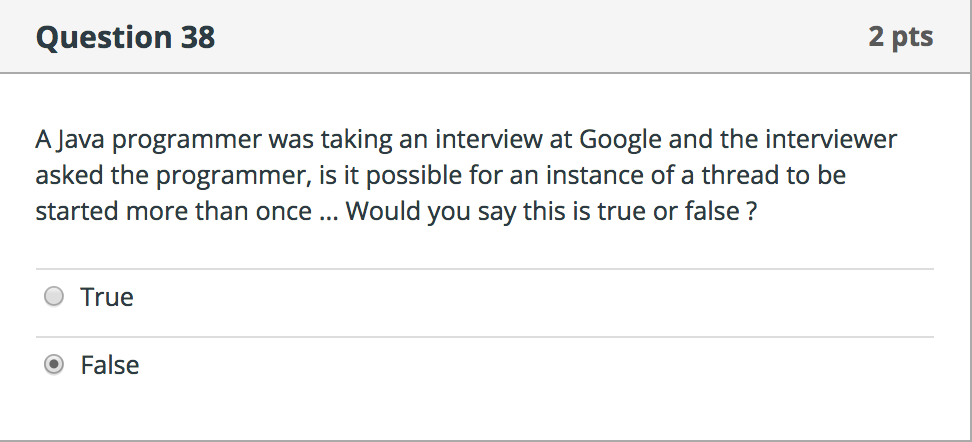 Question 38
2 pts
A Java programmer was taking an interview at Google and the interviewer
asked the programmer, is it possible for an instance of a thread to be
started more than once ... Would you say this is true or false ?
True
False